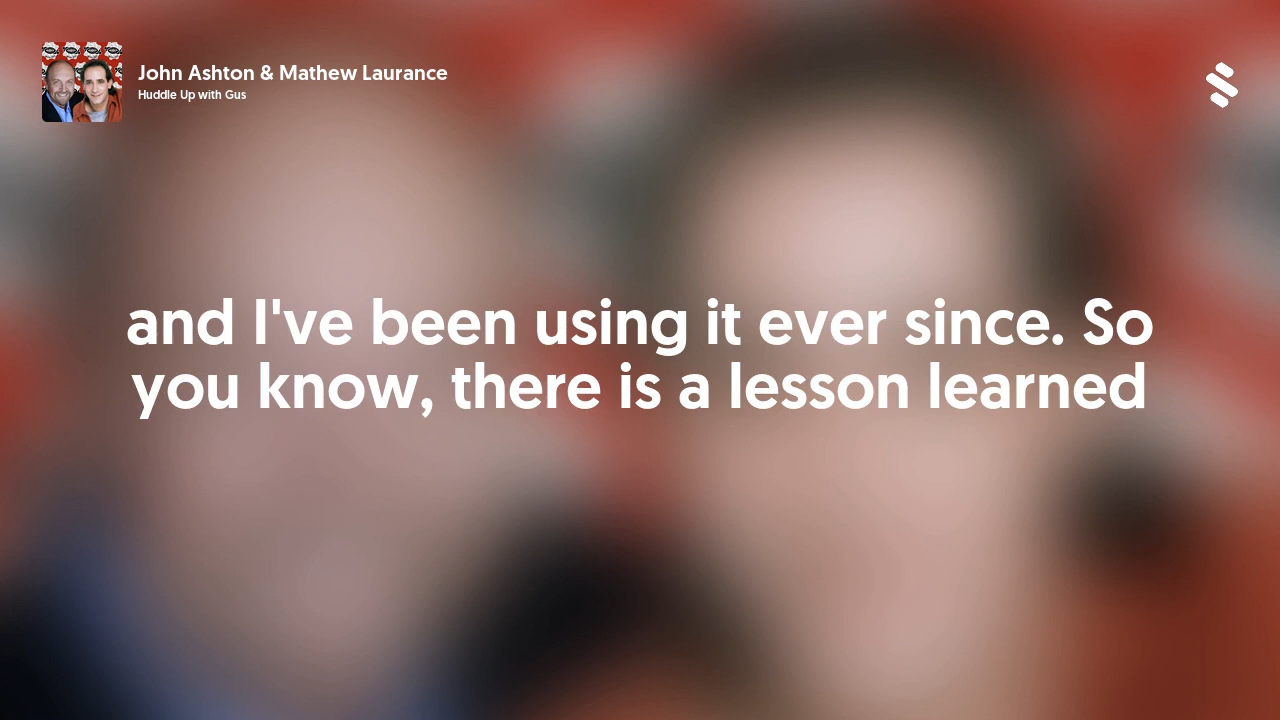 John Ashton & Mathew Laurance
Huddle Up with Gus
and I've been using it ever since. So
you know, there is a lesson learned